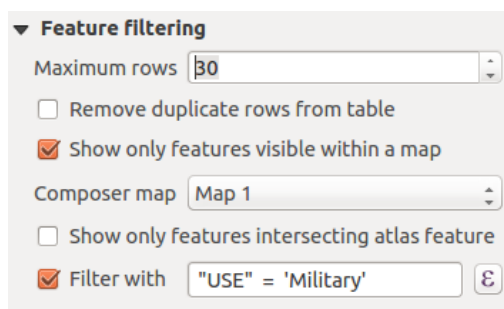 Feature filtering
Maximum rows 30
Remove duplicate rows from table
Show only features visible within a map
Composer map Map 1
Show only features intersecting atlas feature
Filter with "USE" = 'Military' ε